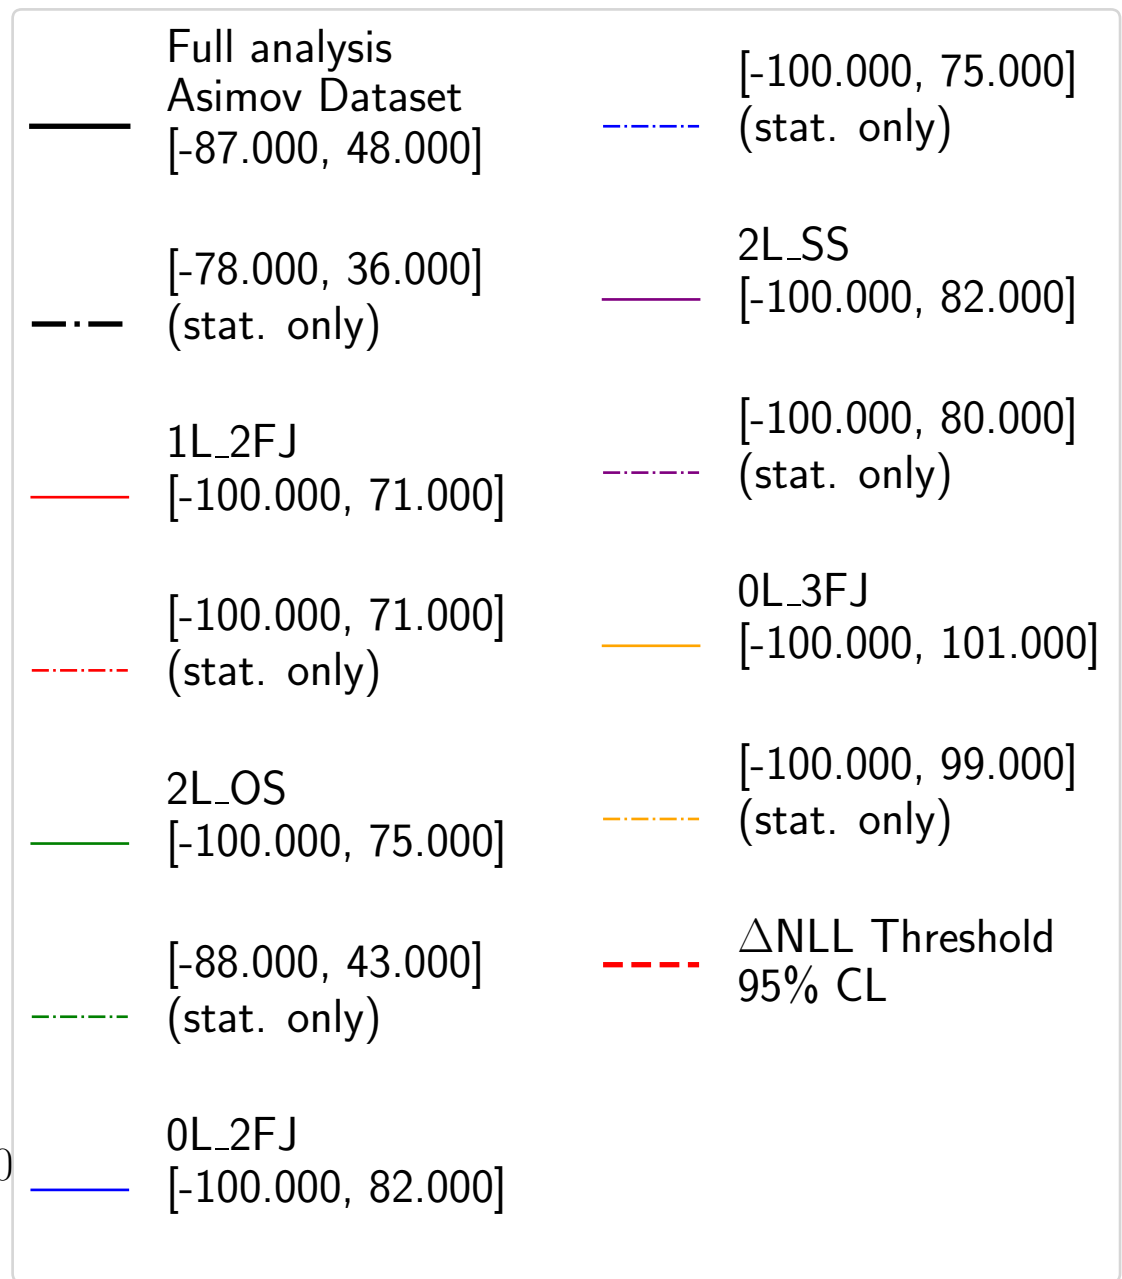 Full analysis
Asimov Dataset
[-87.000, 48.000]
[-78.000, 36.000]
(stat. only)
1L_2FJ
[-100.000, 71.000]
[-100.000, 71.000]
(stat. only)
2L_OS
[-100.000, 75.000]
[-88.000, 43.000]
(stat. only)
0L_2FJ
[-100.000, 82.000]
[-100.000, 75.000]
(stat. only)
2L_SS
[-100.000, 82.000]
[-100.000, 80.000]
(stat. only)
0L_3FJ
[-100.000, 101.000]
[-100.000, 99.000]
(stat. only)
ΔNLL Threshold
95% CL